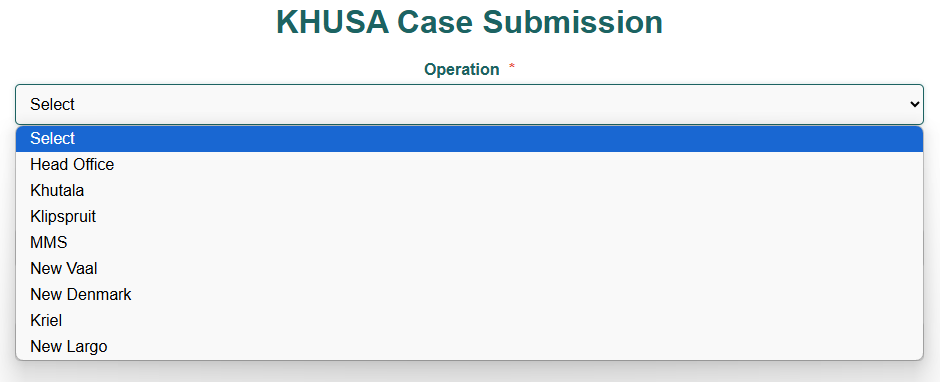 KHUSA Case Submission
Operation *
Select
Select
Head Office
Khutala
Klipspruit
MMS
New Vaal
New Denmark
Kriel
New Largo